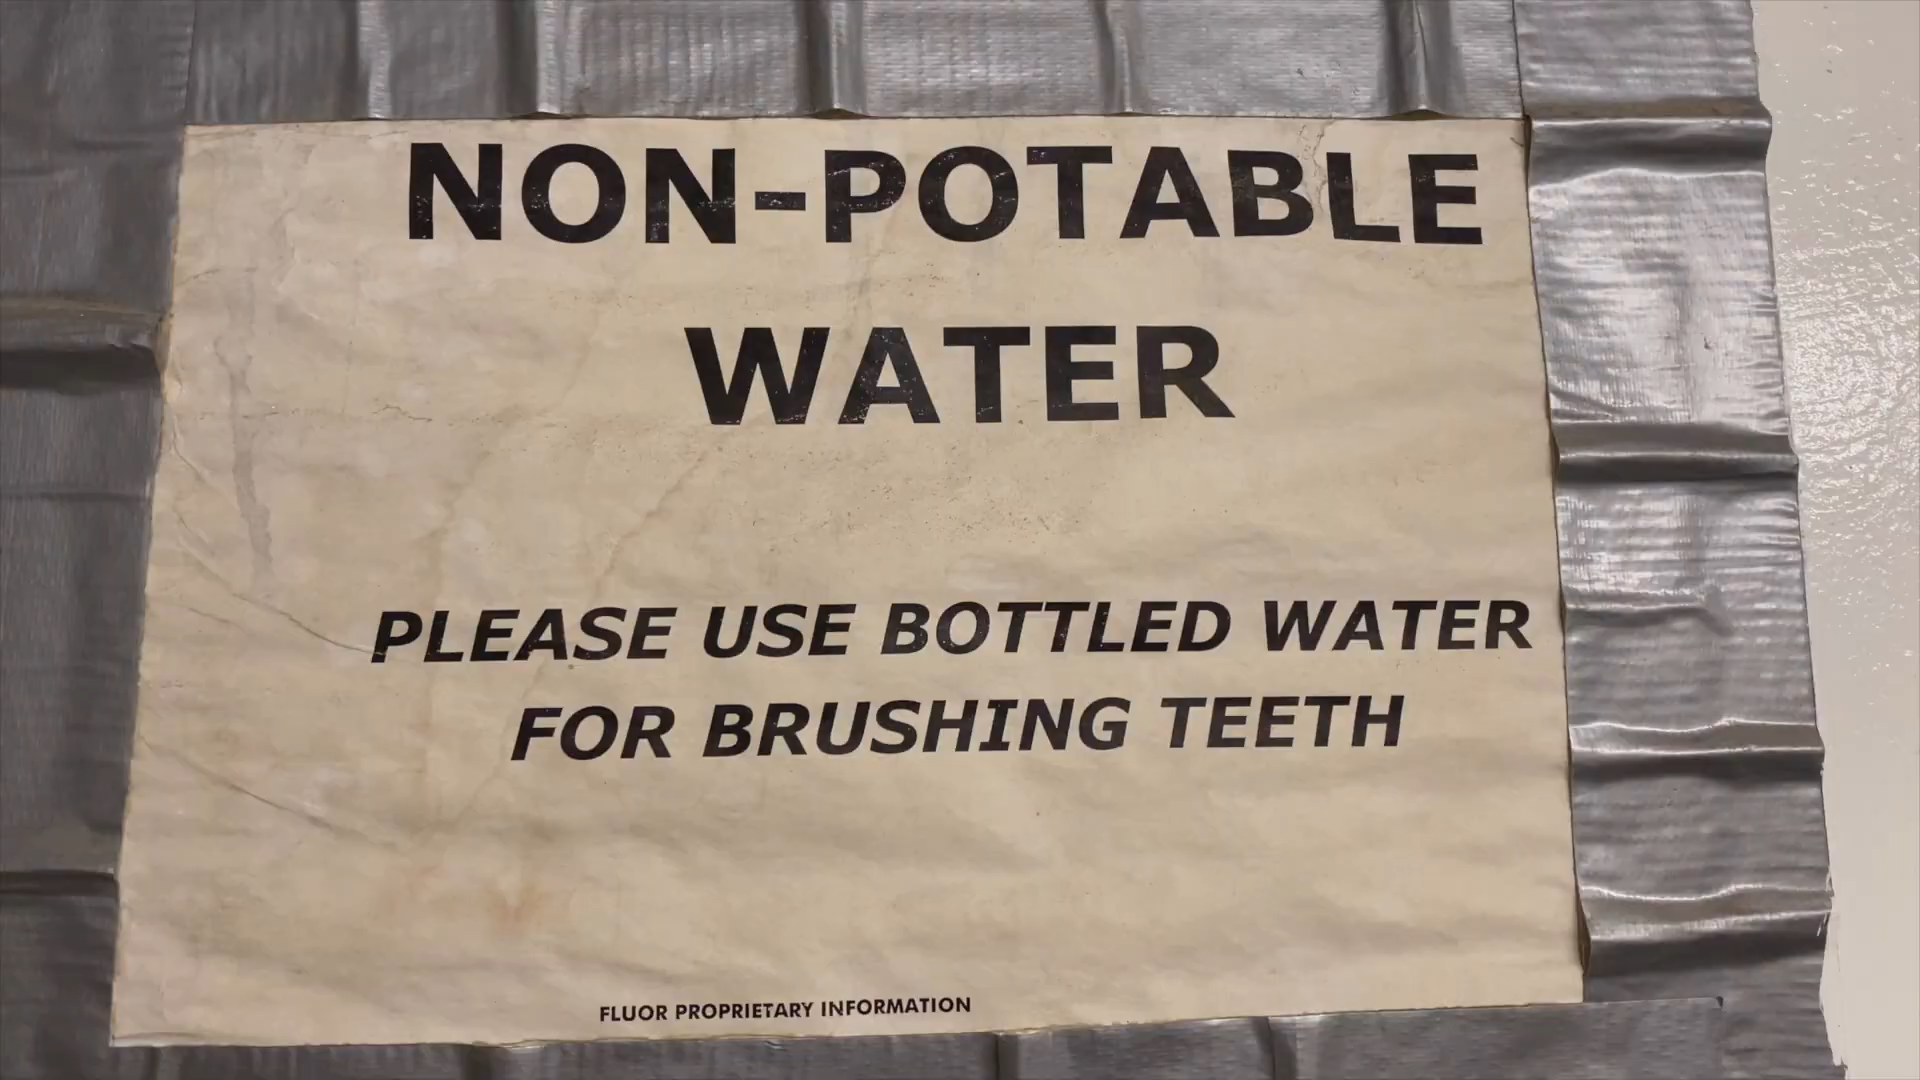 NON-POTABLE
WATER
PLEASE USE BOTTLED WATER
FOR BRUSHING TEETH
FLUOR PROPRIETARY INFORMATION